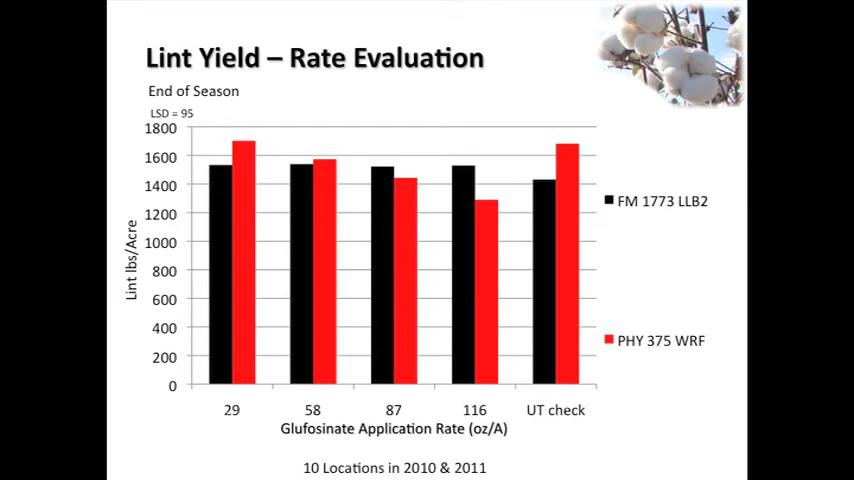 Lint Yield – Rate Evaluation
End of Season
LSD = 95
1800
1600
1400
1200
1000
800
600
400
200
0
Lint lbs/Acre
29 58 87 116 UT check
Glufosinate Application Rate (oz/A)
FM 1773 LLB2
PHY 375 WRF
10 Locations in 2010 & 2011